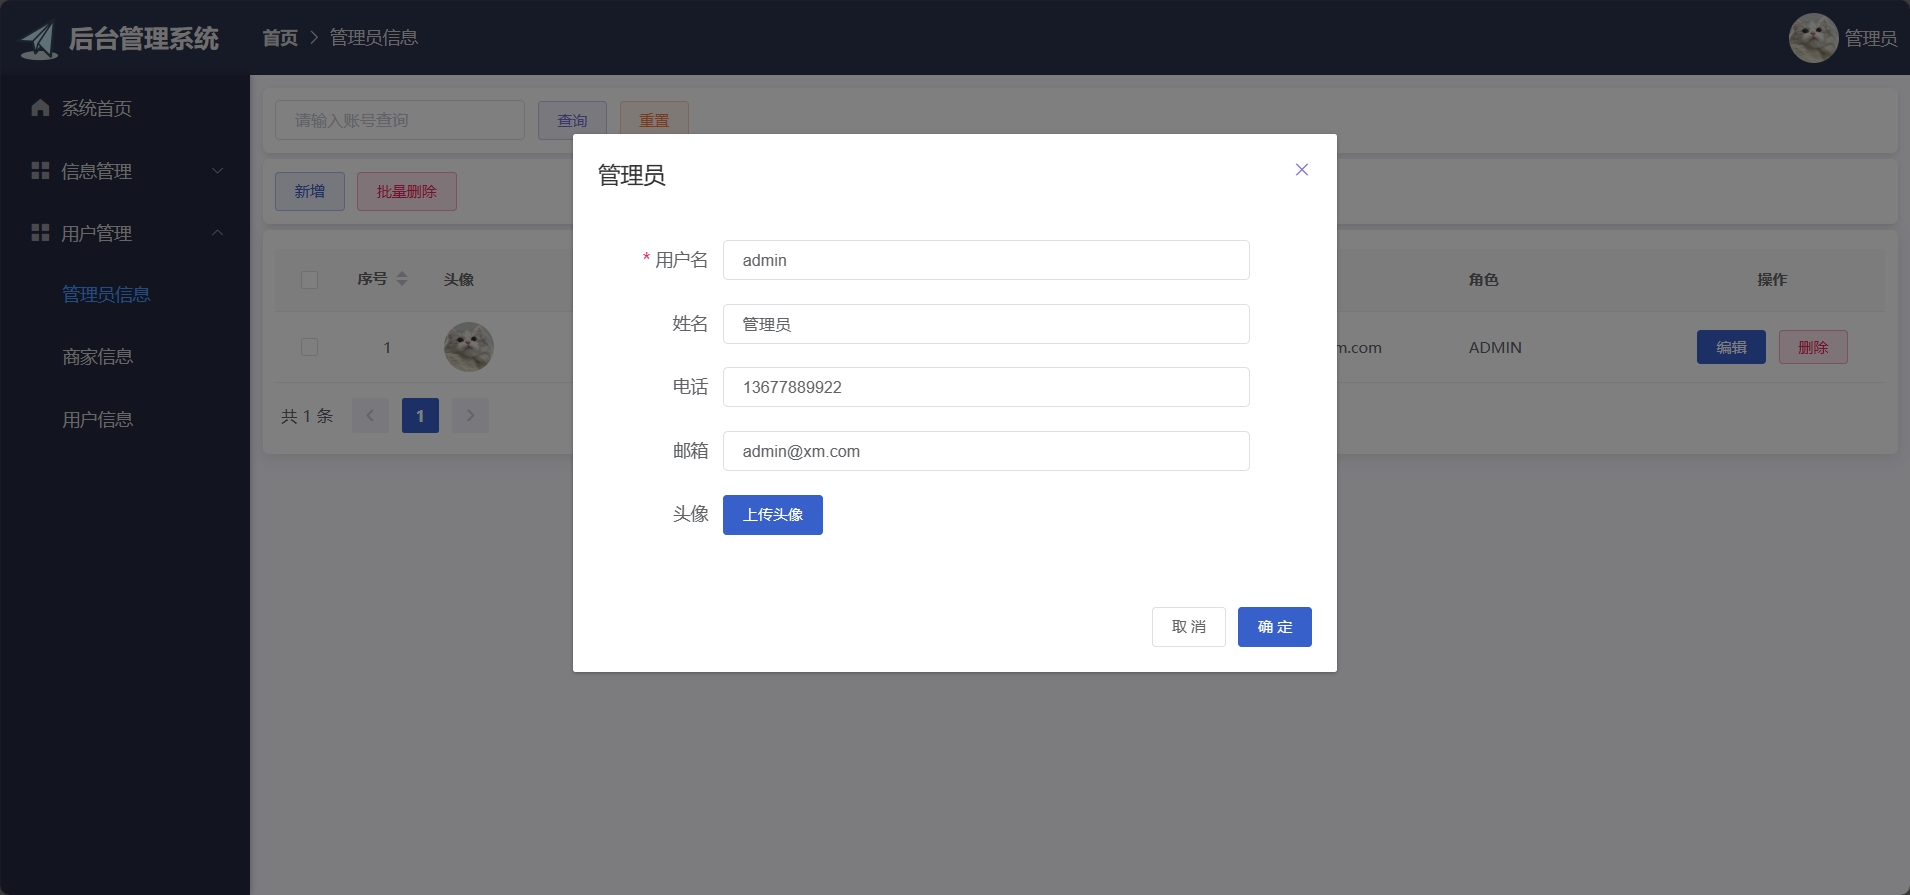 后台管理系统
首页 > 管理员信息
管理员
系统首页
信息管理
用户管理
管理员信息
商家信息
用户信息
请输入账号查询
查询
重置
新增
批量删除
序号
头像
角色
操作
1
m.com
ADMIN
编辑
删除
共 1 条
1
管理员
* 用户名
admin
姓名
管理员
电话
13677889922
邮箱
admin@xm.com
头像
上传头像
取 消
确 定